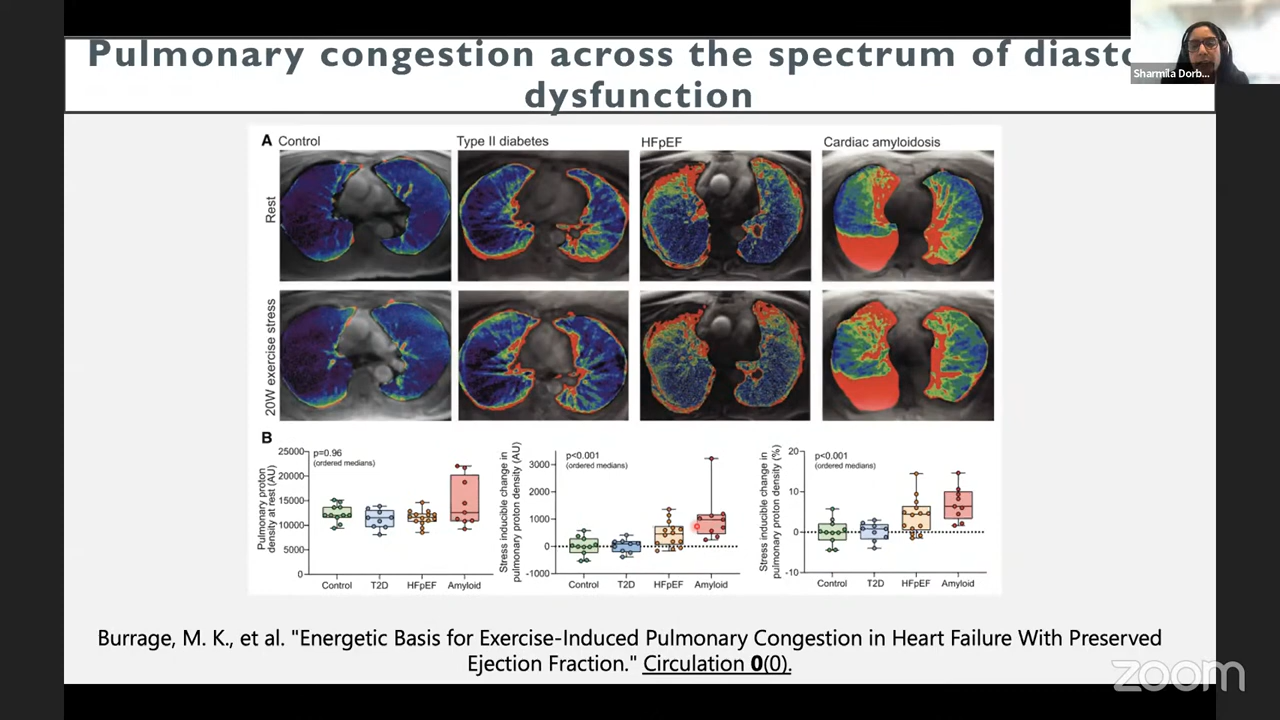 Pulmonary congestion across the spectrum of diasto
dysfunction
Sharmila Dorb...
A Control
Type II diabetes
HFpEF
Cardiac amyloidosis
Rest
20W exercise stress
B
25000
20000
15000
10000
5000
0
Pulmonary proton
density at rest (AU)
p=0.96
(ordered medians)
Control
T2D
HFpEF
Amyloid
3000
2000
1000
0
-1000
Stress inducible change in
pulmonary proton density (AU)
p<0.001
(ordered medians)
Control
T2D
HFpEF
Amyloid
20
10
0
-10
Stress inducible change in
pulmonary proton density (%)
p<0.001
(ordered medians)
Control
T2D
HFpEF
Amyloid
Burrage, M. K., et al. "Energetic Basis for Exercise-Induced Pulmonary Congestion in Heart Failure With Preserved
Ejection Fraction." Circulation 0(0).
zoom